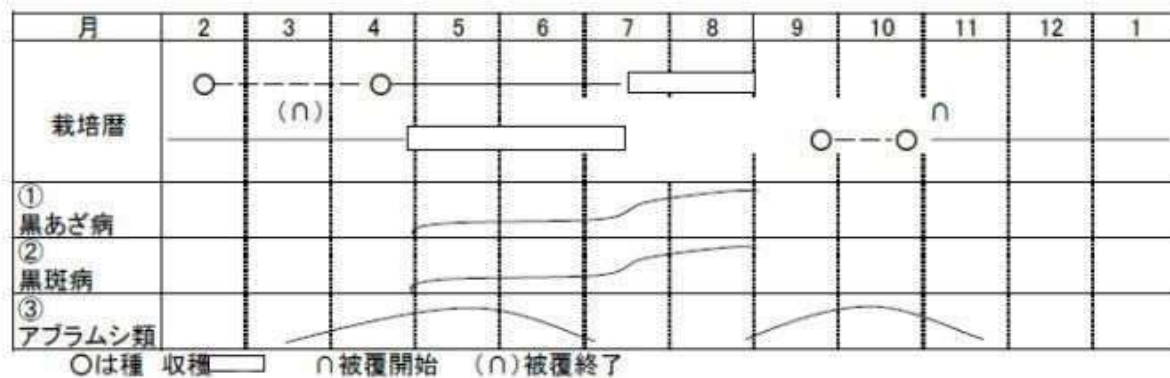 月 2 3 4 5 6 7 8 9 10 11 12 1
(∩) ∩
栽培暦
①
黒あざ病
②
黒斑病
③
アブラムシ類
○は種 収穫 ∩被覆開始 (∩)被覆終了